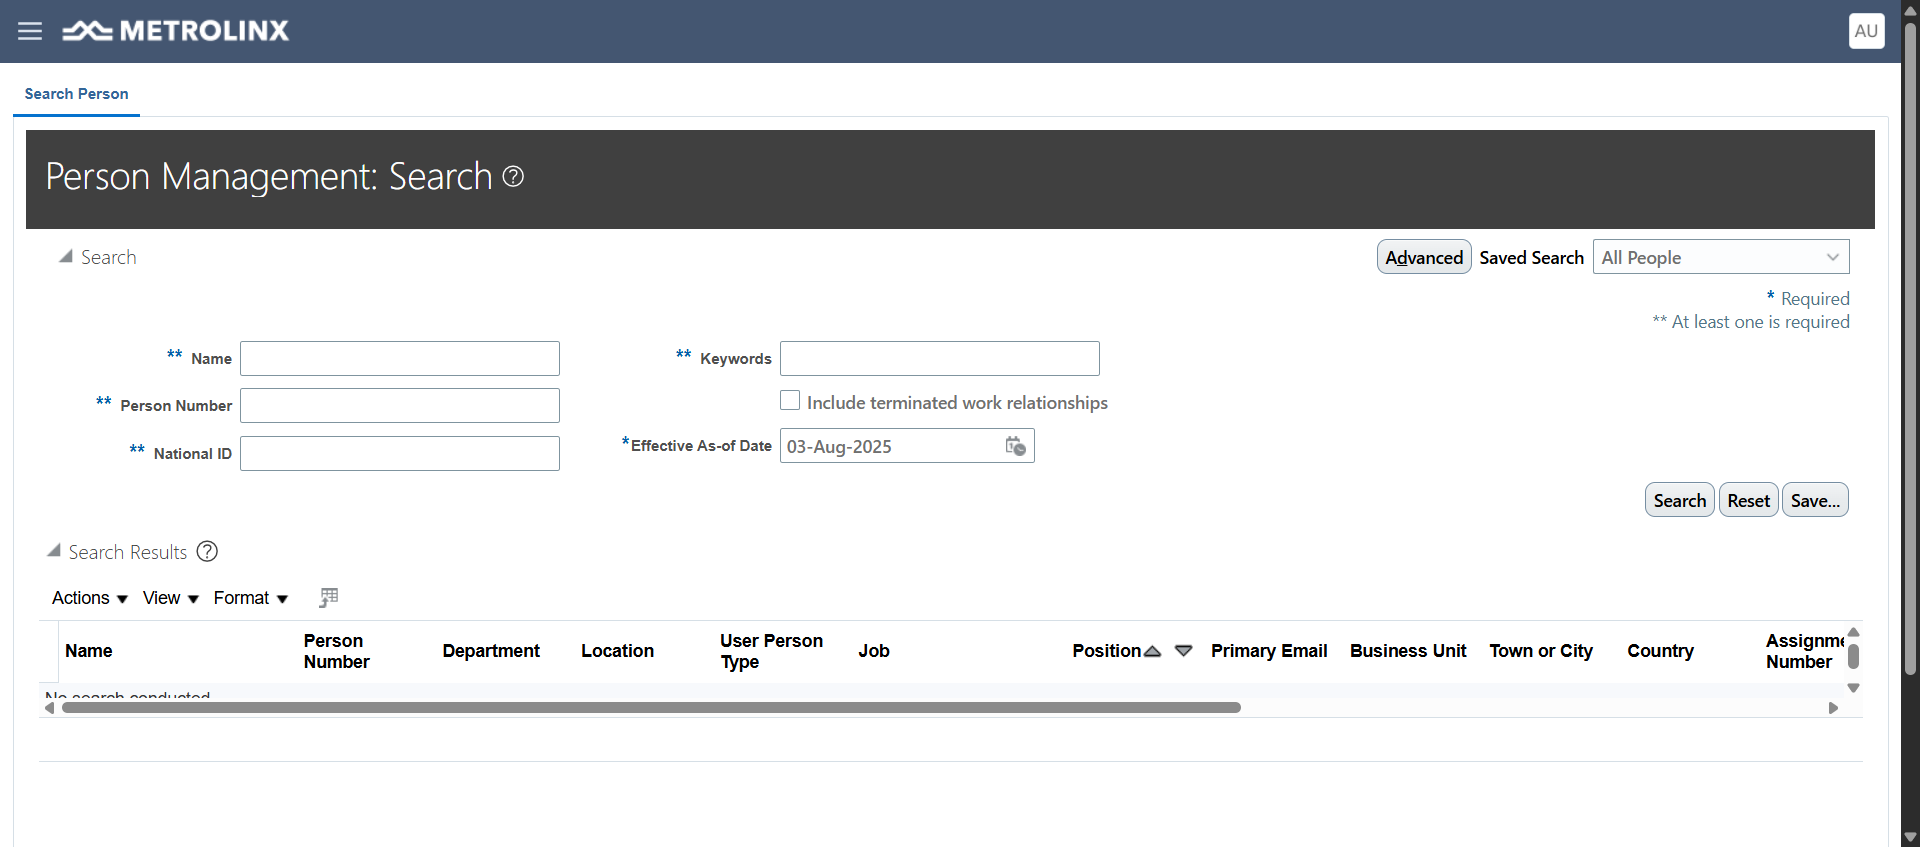 METROLINX
AU
Search Person
Person Management: Search
Search
Advanced Saved Search All People
* Required
** At least one is required
** Name
** Person Number
** National ID
** Keywords
Include terminated work relationships
*Effective As-of Date 03-Aug-2025
Search Reset Save...
Search Results
Actions View Format
Name Person Number Department Location User Person Type Job Position Primary Email Business Unit Town or City Country Assignme Number
No search conducted